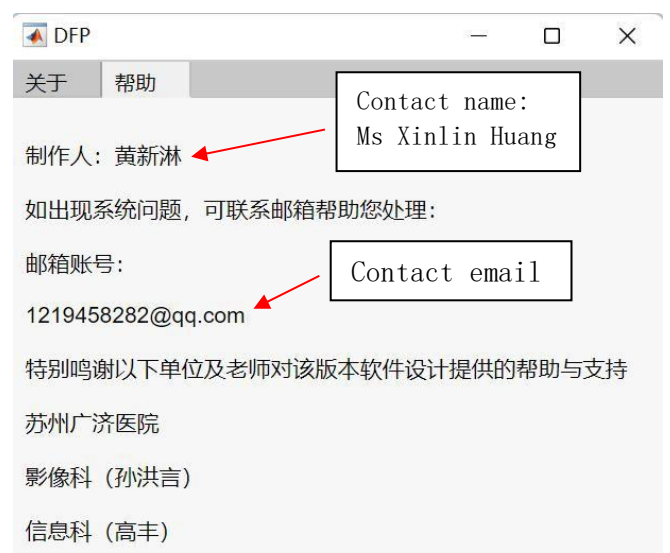 DFP
关于 帮助
Contact name:
Ms Xinlin Huang
制作人：黄新淋
如出现系统问题，可联系邮箱帮助您处理：
邮箱账号：
Contact email
1219458282@qq.com
特别鸣谢以下单位及老师对该版本软件设计提供的帮助与支持
苏州广济医院
影像科（孙洪言）
信息科（高丰）